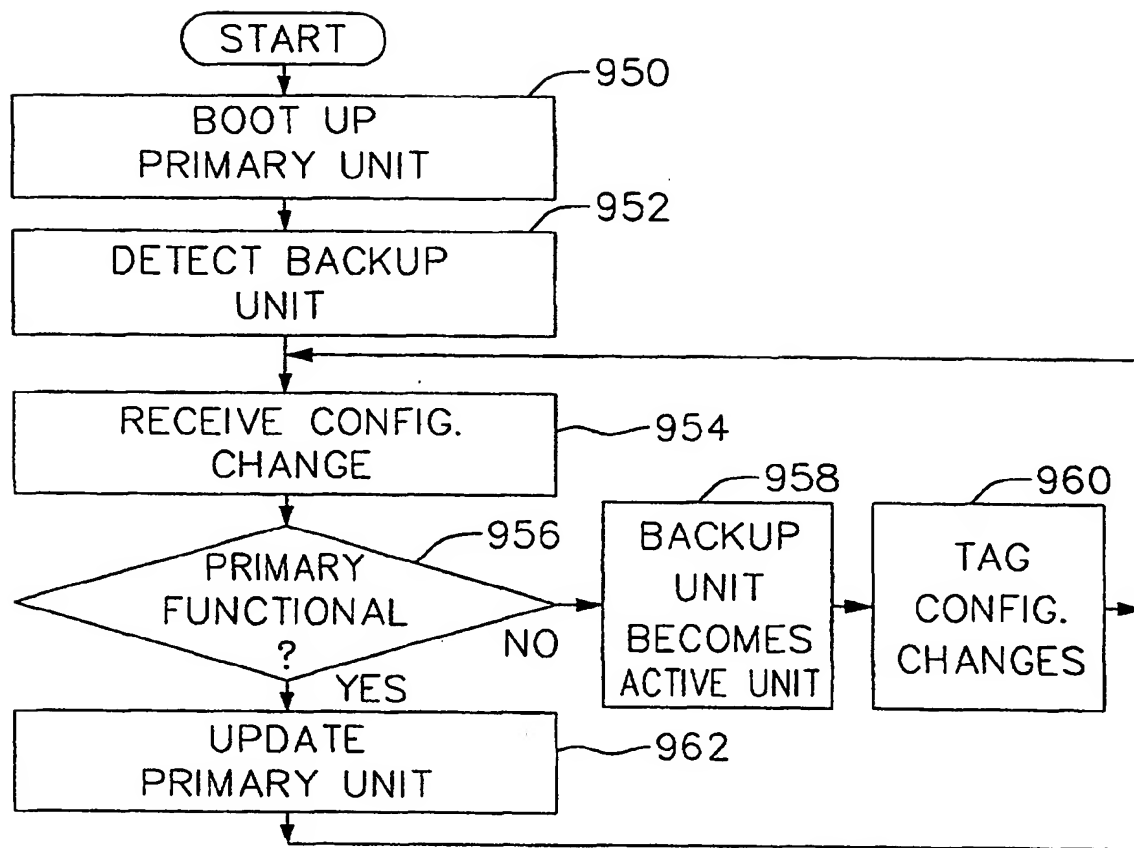 START
950
BOOT UP
PRIMARY UNIT
952
DETECT BACKUP
UNIT
RECEIVE CONFIG.
CHANGE
954
956
PRIMARY
FUNCTIONAL
?
NO
YES
958
BACKUP
UNIT
BECOMES
ACTIVE UNIT
960
TAG
CONFIG.
CHANGES
UPDATE
PRIMARY UNIT
962